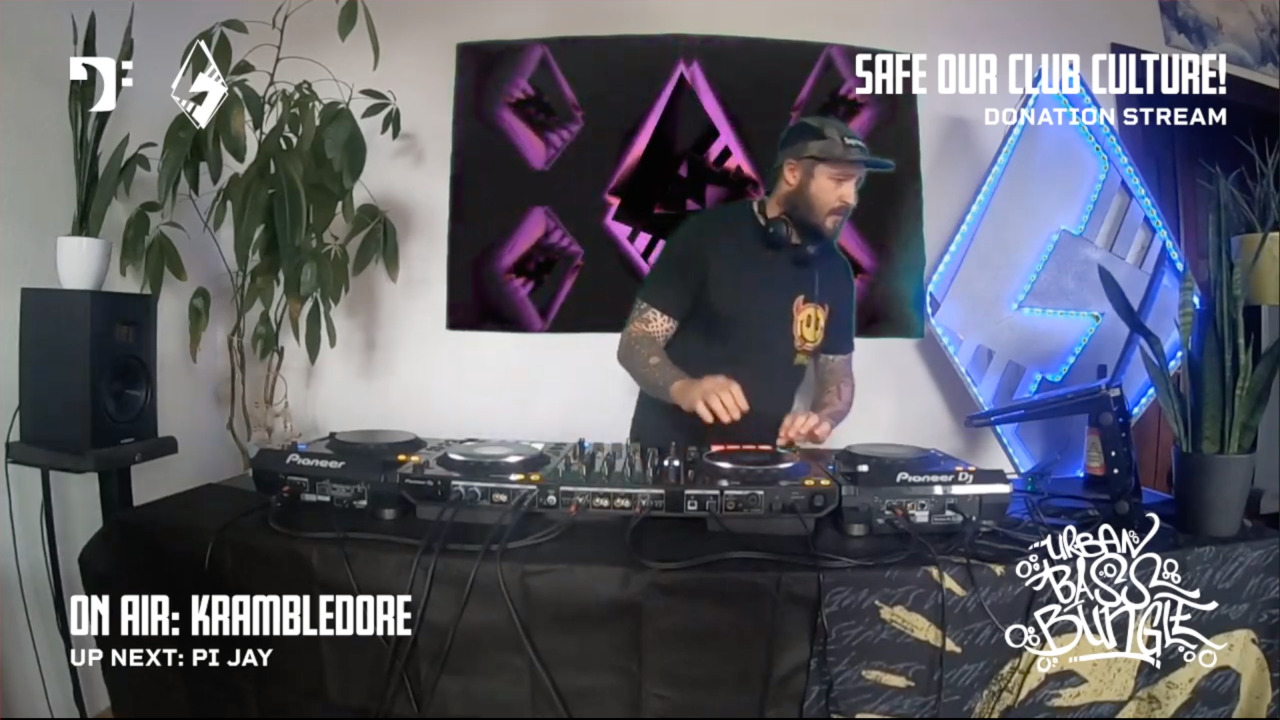 SAFE OUR CLUB CULTURE!
DONATION STREAM
Pioneer
Pioneer DJ
ON AIR: KRAMBLEDORE
UP NEXT: PI JAY
URBAN
BASS
BUNGLE